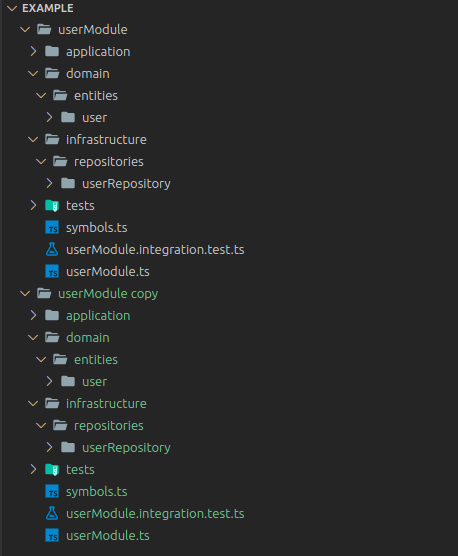 EXAMPLE
userModule
application
domain
entities
user
infrastructure
repositories
userRepository
tests
TS symbols.ts
userModule.integration.test.ts
TS userModule.ts
userModule copy
application
domain
entities
user
infrastructure
repositories
userRepository
tests
TS symbols.ts
userModule.integration.test.ts
TS userModule.ts